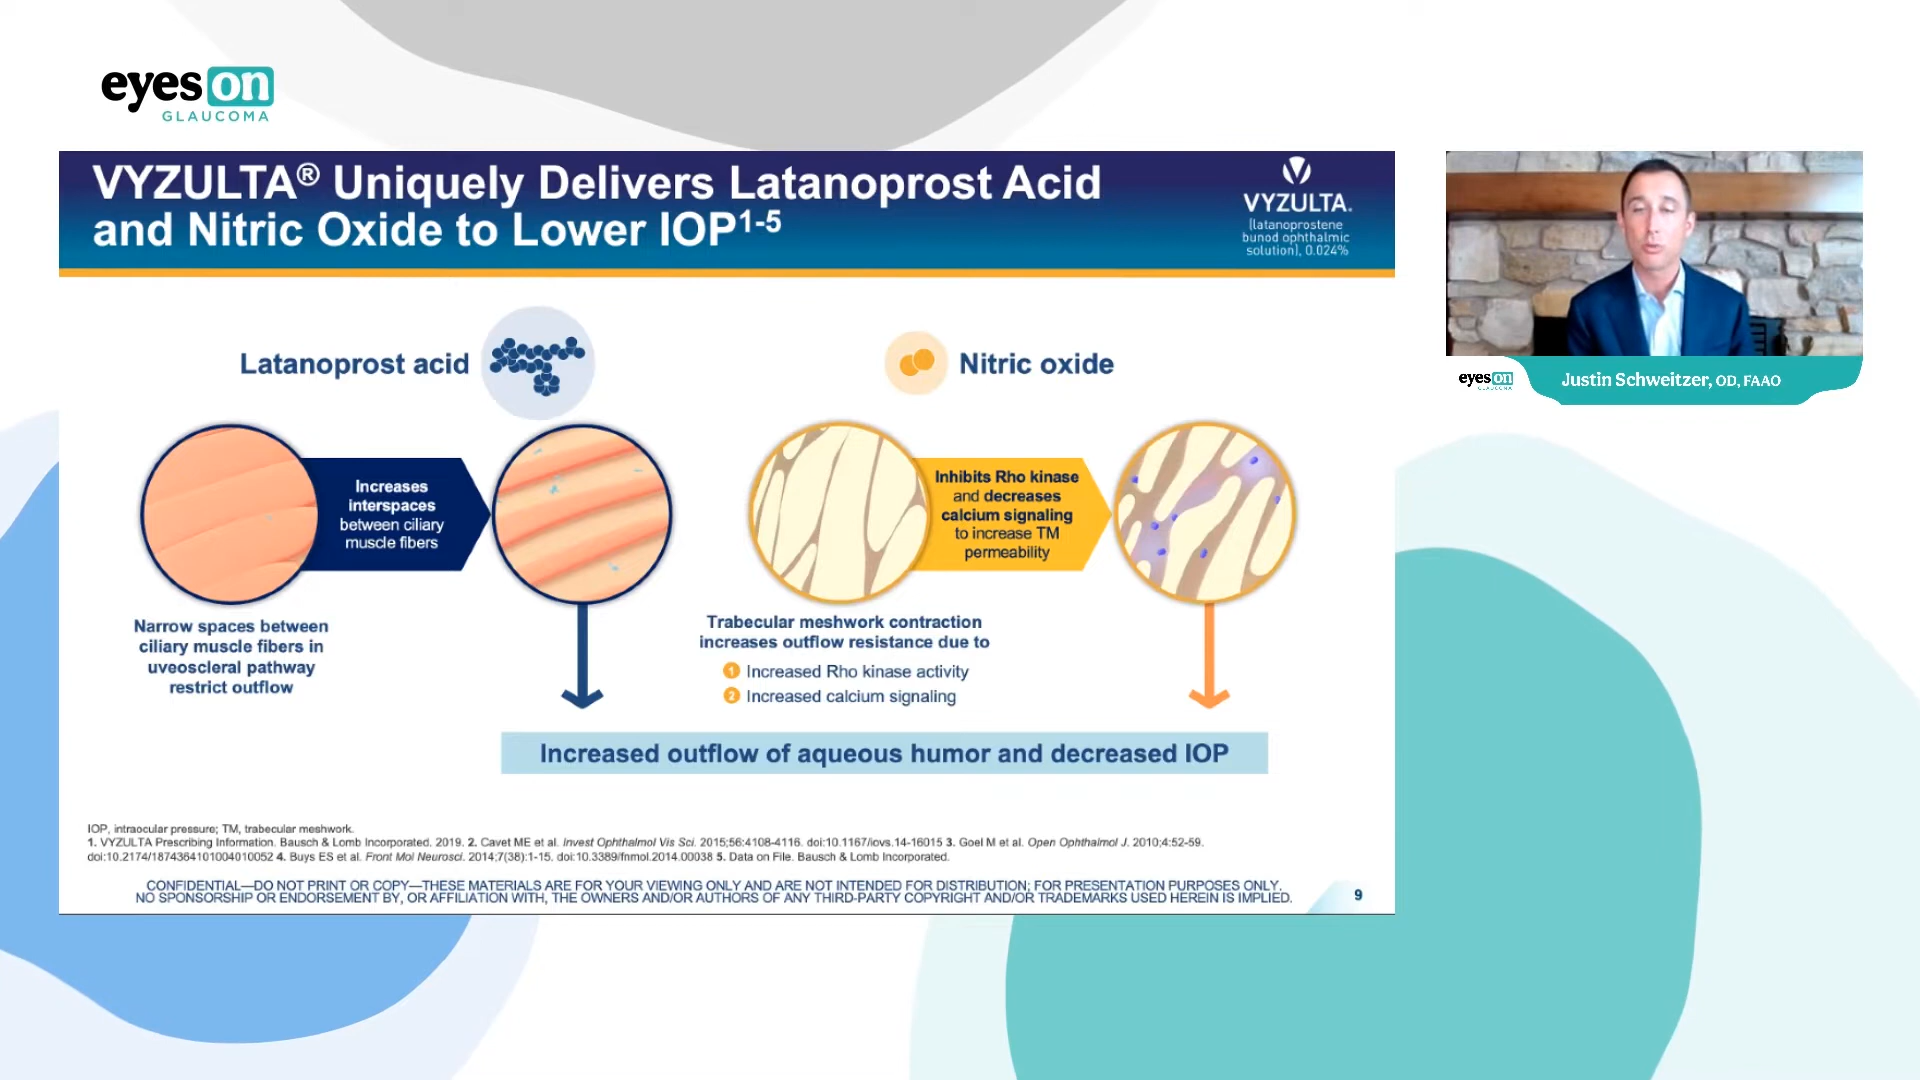 eyes on
GLAUCOMA
VYZULTA® Uniquely Delivers Latanoprost Acid
and Nitric Oxide to Lower IOP1-5
VYZULTA®
(latanoprostene
bunod ophthalmic
solution), 0.024%
Latanoprost acid
Nitric oxide
Increases
interspaces
between ciliary
muscle fibers
Inhibits Rho kinase
and decreases
calcium signaling
to increase TM
permeability
Narrow spaces between
ciliary muscle fibers in
uveoscleral pathway
restrict outflow
Trabecular meshwork contraction
increases outflow resistance due to
1 Increased Rho kinase activity
2 Increased calcium signaling
Increased outflow of aqueous humor and decreased IOP
IOP, intraocular pressure; TM, trabecular meshwork.
1. VYZULTA Prescribing Information. Bausch & Lomb Incorporated. 2019. 2. Cavet ME et al. Invest Ophthalmol Vis Sci. 2015;56:4108-4116. doi:10.1167/iovs.14-16015 3. Goel M et al. Open Ophthalmol J. 2010;4:52-59.
doi:10.2174/1874364101004010052 4. Buys ES et al. Front Mol Neurosci. 2014;7(38):1-15. doi:10.3389/fnmol.2014.00038 5. Data on File. Bausch & Lomb Incorporated.
CONFIDENTIAL—DO NOT PRINT OR COPY—THESE MATERIALS ARE FOR YOUR VIEWING ONLY AND ARE NOT INTENDED FOR DISTRIBUTION; FOR PRESENTATION PURPOSES ONLY.
NO SPONSORSHIP OR ENDORSEMENT BY, OR AFFILIATION WITH, THE OWNERS AND/OR AUTHORS OF ANY THIRD-PARTY COPYRIGHT AND/OR TRADEMARKS USED HEREIN IS IMPLIED.
9
eyes on
GLAUCOMA
Justin Schweitzer, OD, FAAO